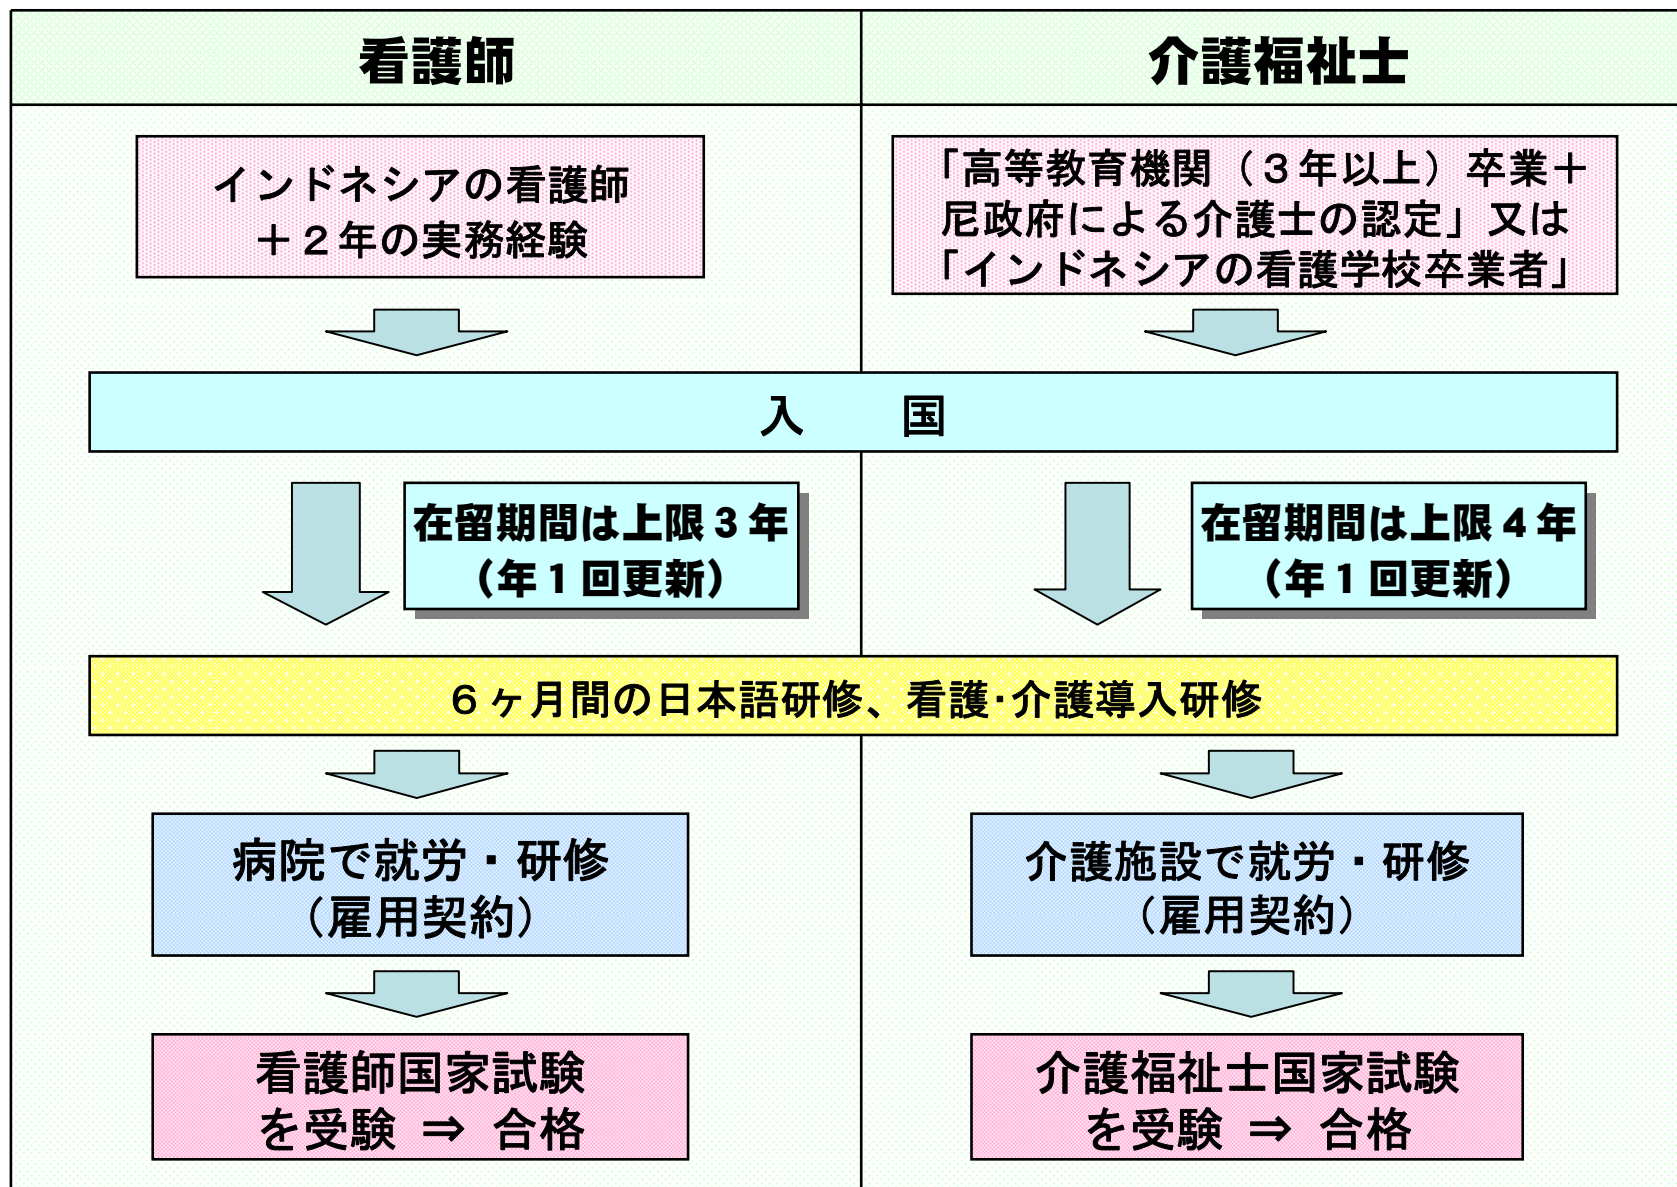 看護師
介護福祉士
インドネシアの看護師
＋２年の実務経験
「高等教育機関（３年以上）卒業＋
尼政府による介護士の認定」又は
「インドネシアの看護学校卒業者」
入　　国
在留期間は上限３年
（年１回更新）
在留期間は上限４年
（年１回更新）
６ヶ月間の日本語研修、看護･介護導入研修
病院で就労・研修
（雇用契約）
介護施設で就労・研修
（雇用契約）
看護師国家試験
を受験 ⇒ 合格
介護福祉士国家試験
を受験 ⇒ 合格